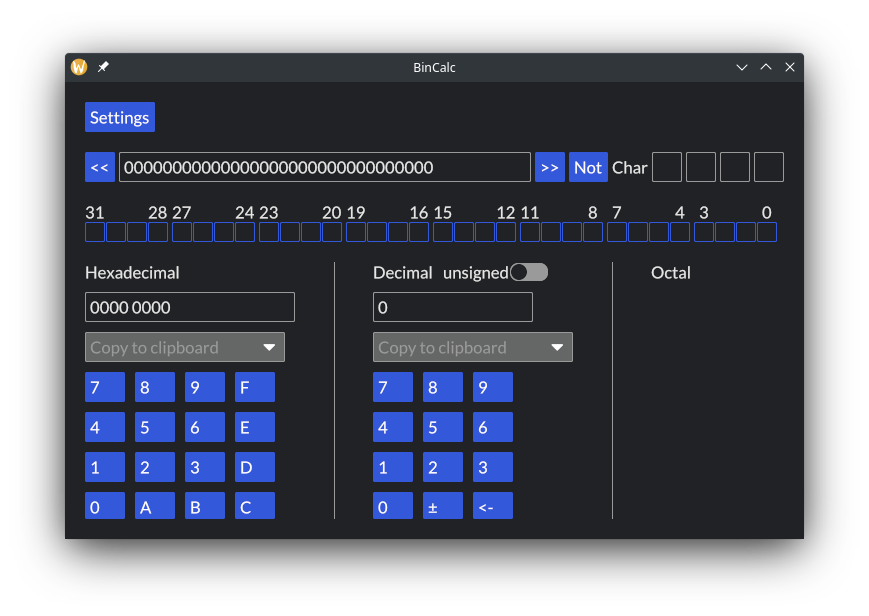 BinCalc
Settings
<< 00000000000000000000000000000000 >> Not Char
31 28 27 24 23 20 19 16 15 12 11 8 7 4 3 0
Hexadecimal Decimal unsigned Octal
0000 0000 0
Copy to clipboard Copy to clipboard
7 8 9 F 7 8 9
4 5 6 E 4 5 6
1 2 3 D 1 2 3
0 A B C 0 ± <-